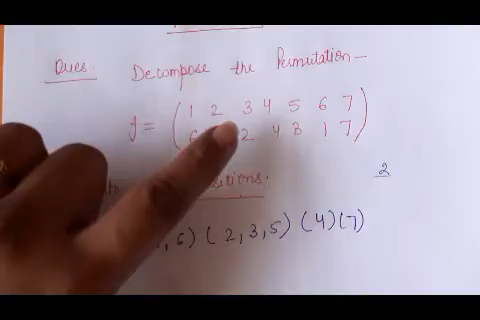 Ques. Decompose the Permutation—
f = ( 1 2 3 4 5 6 7 )
6 2 4 3 1 7
2
, 6) ( 2, 3, 5) (4)(7)